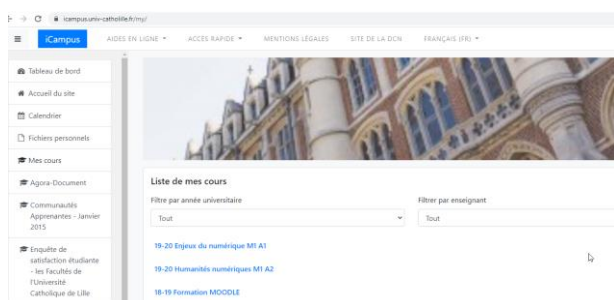 icampus.univ-catholille.fr/my/
iCampus
AIDES EN LIGNE
ACCÈS RAPIDE
MENTIONS LÉGALES
SITE DE LA DCN
FRANÇAIS (FR)
Tableau de bord
Accueil du site
Calendrier
Fichiers personnels
Mes cours
Agora-Document
Communautés
Apprenantes - Janvier
2015
Enquête de
satisfaction étudiante
- les Facultés de
l'Université
Catholique de Lille
Liste de mes cours
Filtre par année universitaire
Filtrer par enseignant
Tout
Tout
19-20 Enjeux du numérique M1 A1
19-20 Humanités numériques M1 A2
18-19 Formation MOODLE